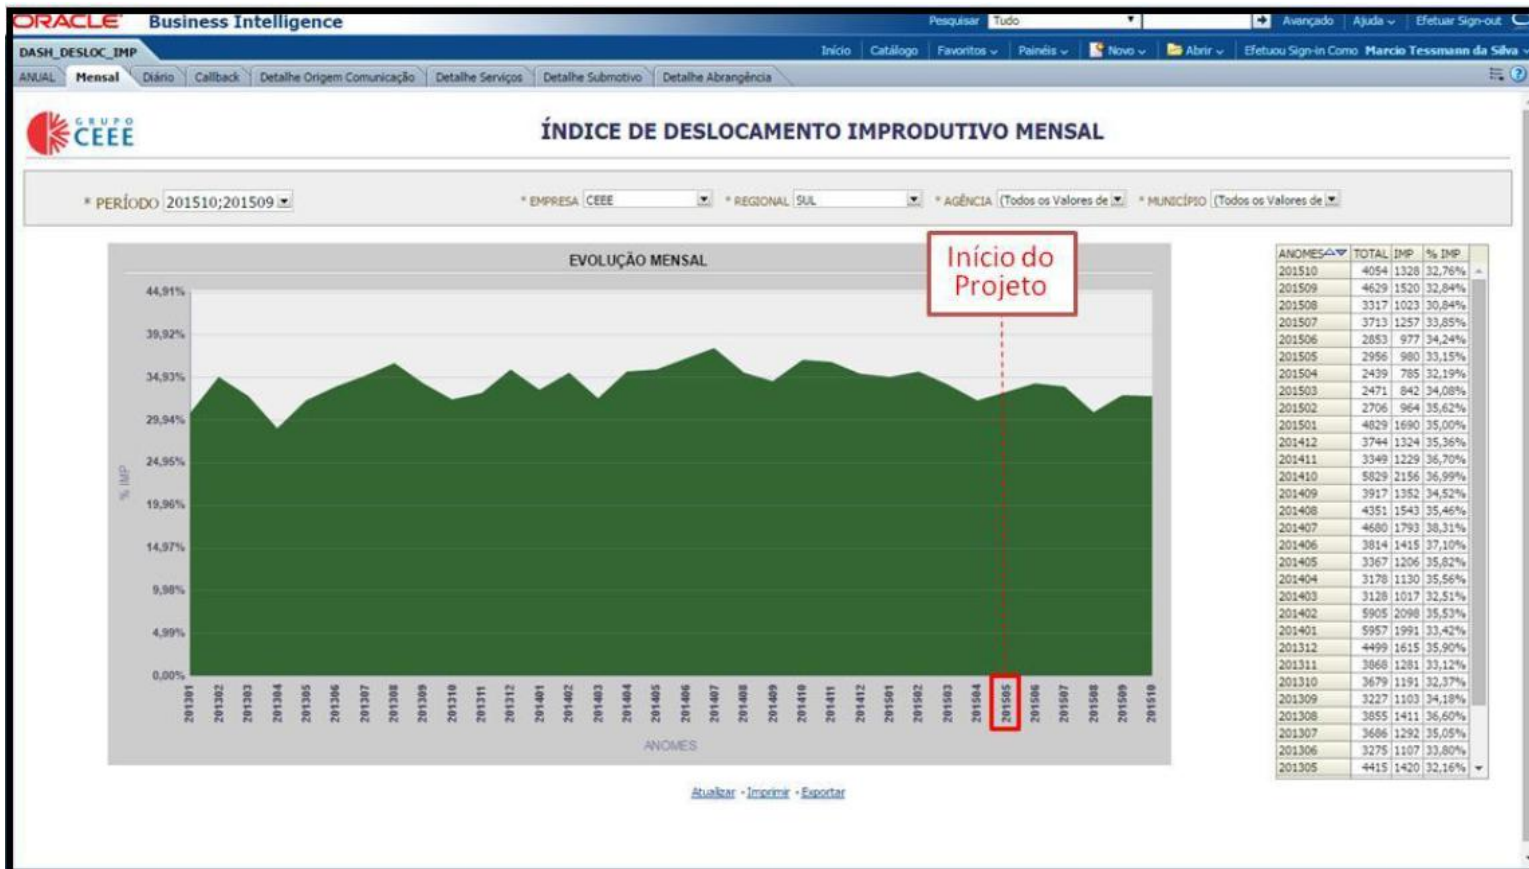 ORACLE Business Intelligence
Pesquisar Tudo Avançado Ajuda Efetuar Sign-out
DASH_DESLOC_IMP
Início Catálogo Favoritos Painéis Novo Abrir Efetuou Sign-in Como Marcio Tessmann da Silva
ANUAL Mensal Diário Callback Detalhe Origem Comunicação Detalhe Serviços Detalhe Submotivo Detalhe Abrangência
GRUPO
CEEE
ÍNDICE DE DESLOCAMENTO IMPRODUTIVO MENSAL
* PERÍODO 201510;201509 * EMPRESA CEEE * REGIONAL SUL * AGÊNCIA (Todos os Valores de * MUNICÍPIO (Todos os Valores de
EVOLUÇÃO MENSAL
Início do
Projeto
44,91%
39,92%
34,93%
29,94%
24,95%
19,96%
14,97%
9,98%
4,99%
0,00%
% IMP
201301 201302 201303 201304 201305 201306 201307 201308 201309 201310 201311 201312 201401 201402 201403 201404 201405 201406 201407 201408 201409 201410 201411 201412 201501 201502 201503 201504 201505 201506 201507 201508 201509 201510
ANOMES
ANOMES TOTAL IMP % IMP
201510 4054 1328 32,76%
201509 4629 1520 32,84%
201508 3317 1023 30,84%
201507 3713 1257 33,85%
201506 2853 977 34,24%
201505 2956 980 33,15%
201504 2439 785 32,19%
201503 2471 842 34,08%
201502 2706 964 35,62%
201501 4829 1690 35,00%
201412 3744 1324 35,36%
201411 3349 1229 36,70%
201410 5829 2156 36,99%
201409 3917 1352 34,52%
201408 4351 1543 35,46%
201407 4680 1793 38,31%
201406 3814 1415 37,10%
201405 3367 1206 35,82%
201404 3178 1130 35,56%
201403 3128 1017 32,51%
201402 5905 2098 35,53%
201401 5957 1991 33,42%
201312 4499 1615 35,90%
201311 3868 1281 33,12%
201310 3679 1191 32,37%
201309 3227 1103 34,18%
201308 3855 1411 36,60%
201307 3686 1292 35,05%
201306 3275 1107 33,80%
201305 4415 1420 32,16%
Atualizar - Imprimir - Exportar